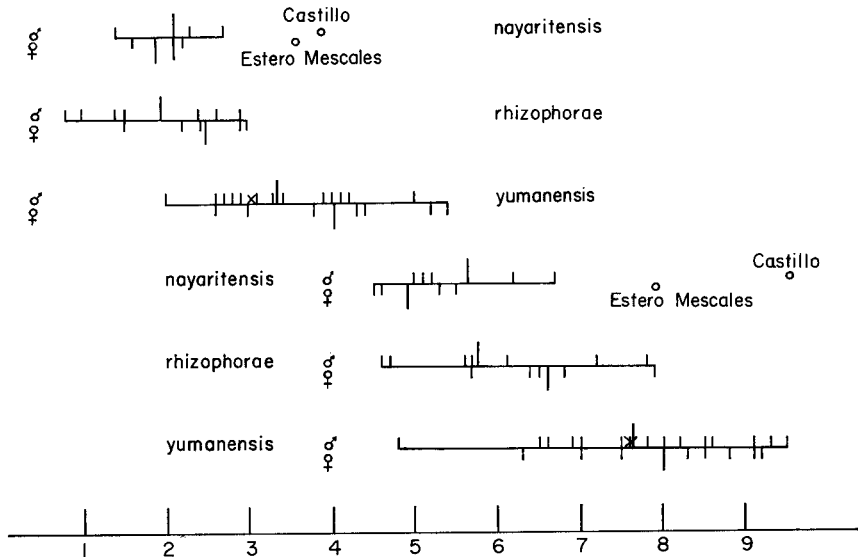 Castillo
nayaritensis
Estero Mescales
♀♂
rhizophorae
♀♂
yumanensis
♀♂
Castillo
nayaritensis ♂♀
Estero Mescales
rhizophorae ♂♀
yumanensis ♂♀
1 2 3 4 5 6 7 8 9